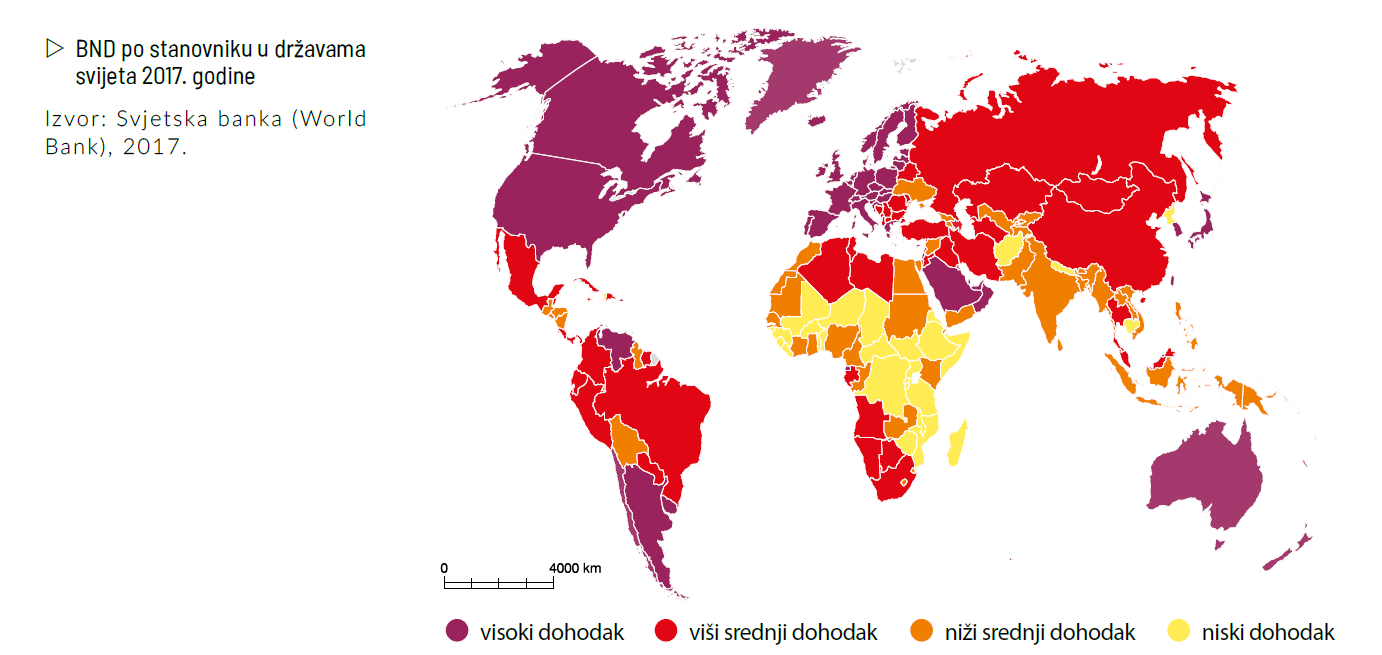 ▷ BND po stanovniku u državama
svijeta 2017. godine
Izvor: Svjetska banka (World
Bank), 2017.
0 4000 km
visoki dohodak viši srednji dohodak niži srednji dohodak niski dohodak